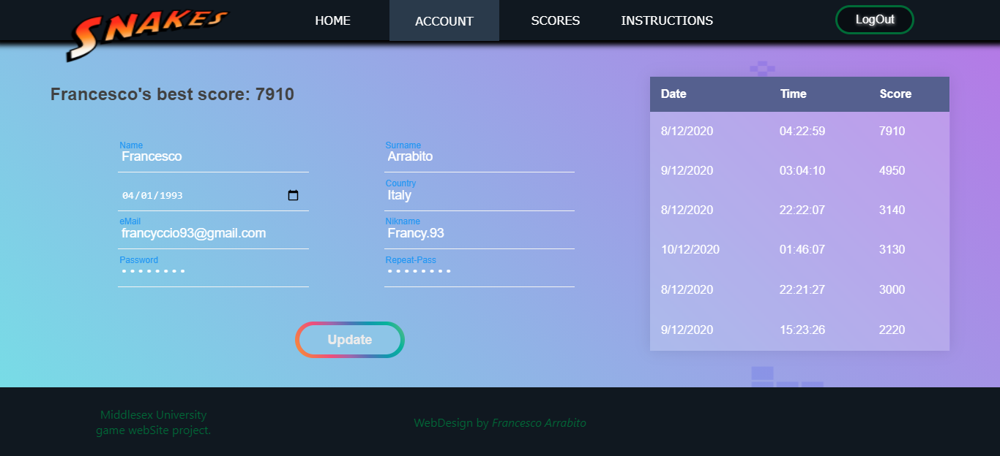 SNAKES
HOME ACCOUNT SCORES INSTRUCTIONS LogOut
Francesco's best score: 7910
Name
Francesco
Surname
Arrabito
04/01/1993
Country
Italy
eMail
francyccio93@gmail.com
Nikname
Francy.93
Password
••••••••
Repeat-Pass
••••••••
Update
Date Time Score
8/12/2020 04:22:59 7910
9/12/2020 03:04:10 4950
8/12/2020 22:22:07 3140
10/12/2020 01:46:07 3130
8/12/2020 22:21:27 3000
9/12/2020 15:23:26 2220
Middlesex University
game webSite project.
WebDesign by Francesco Arrabito